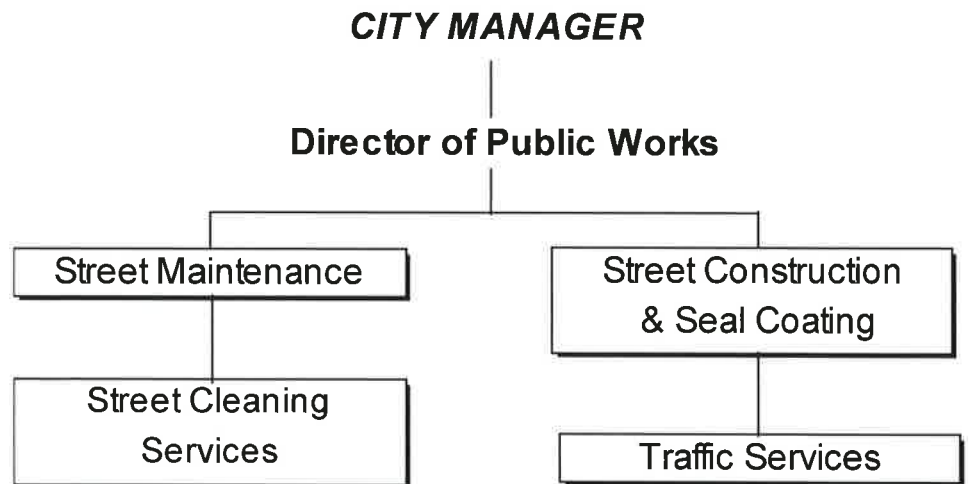 CITY MANAGER
Director of Public Works
Street Maintenance
Street Construction
& Seal Coating
Street Cleaning
Services
Traffic Services